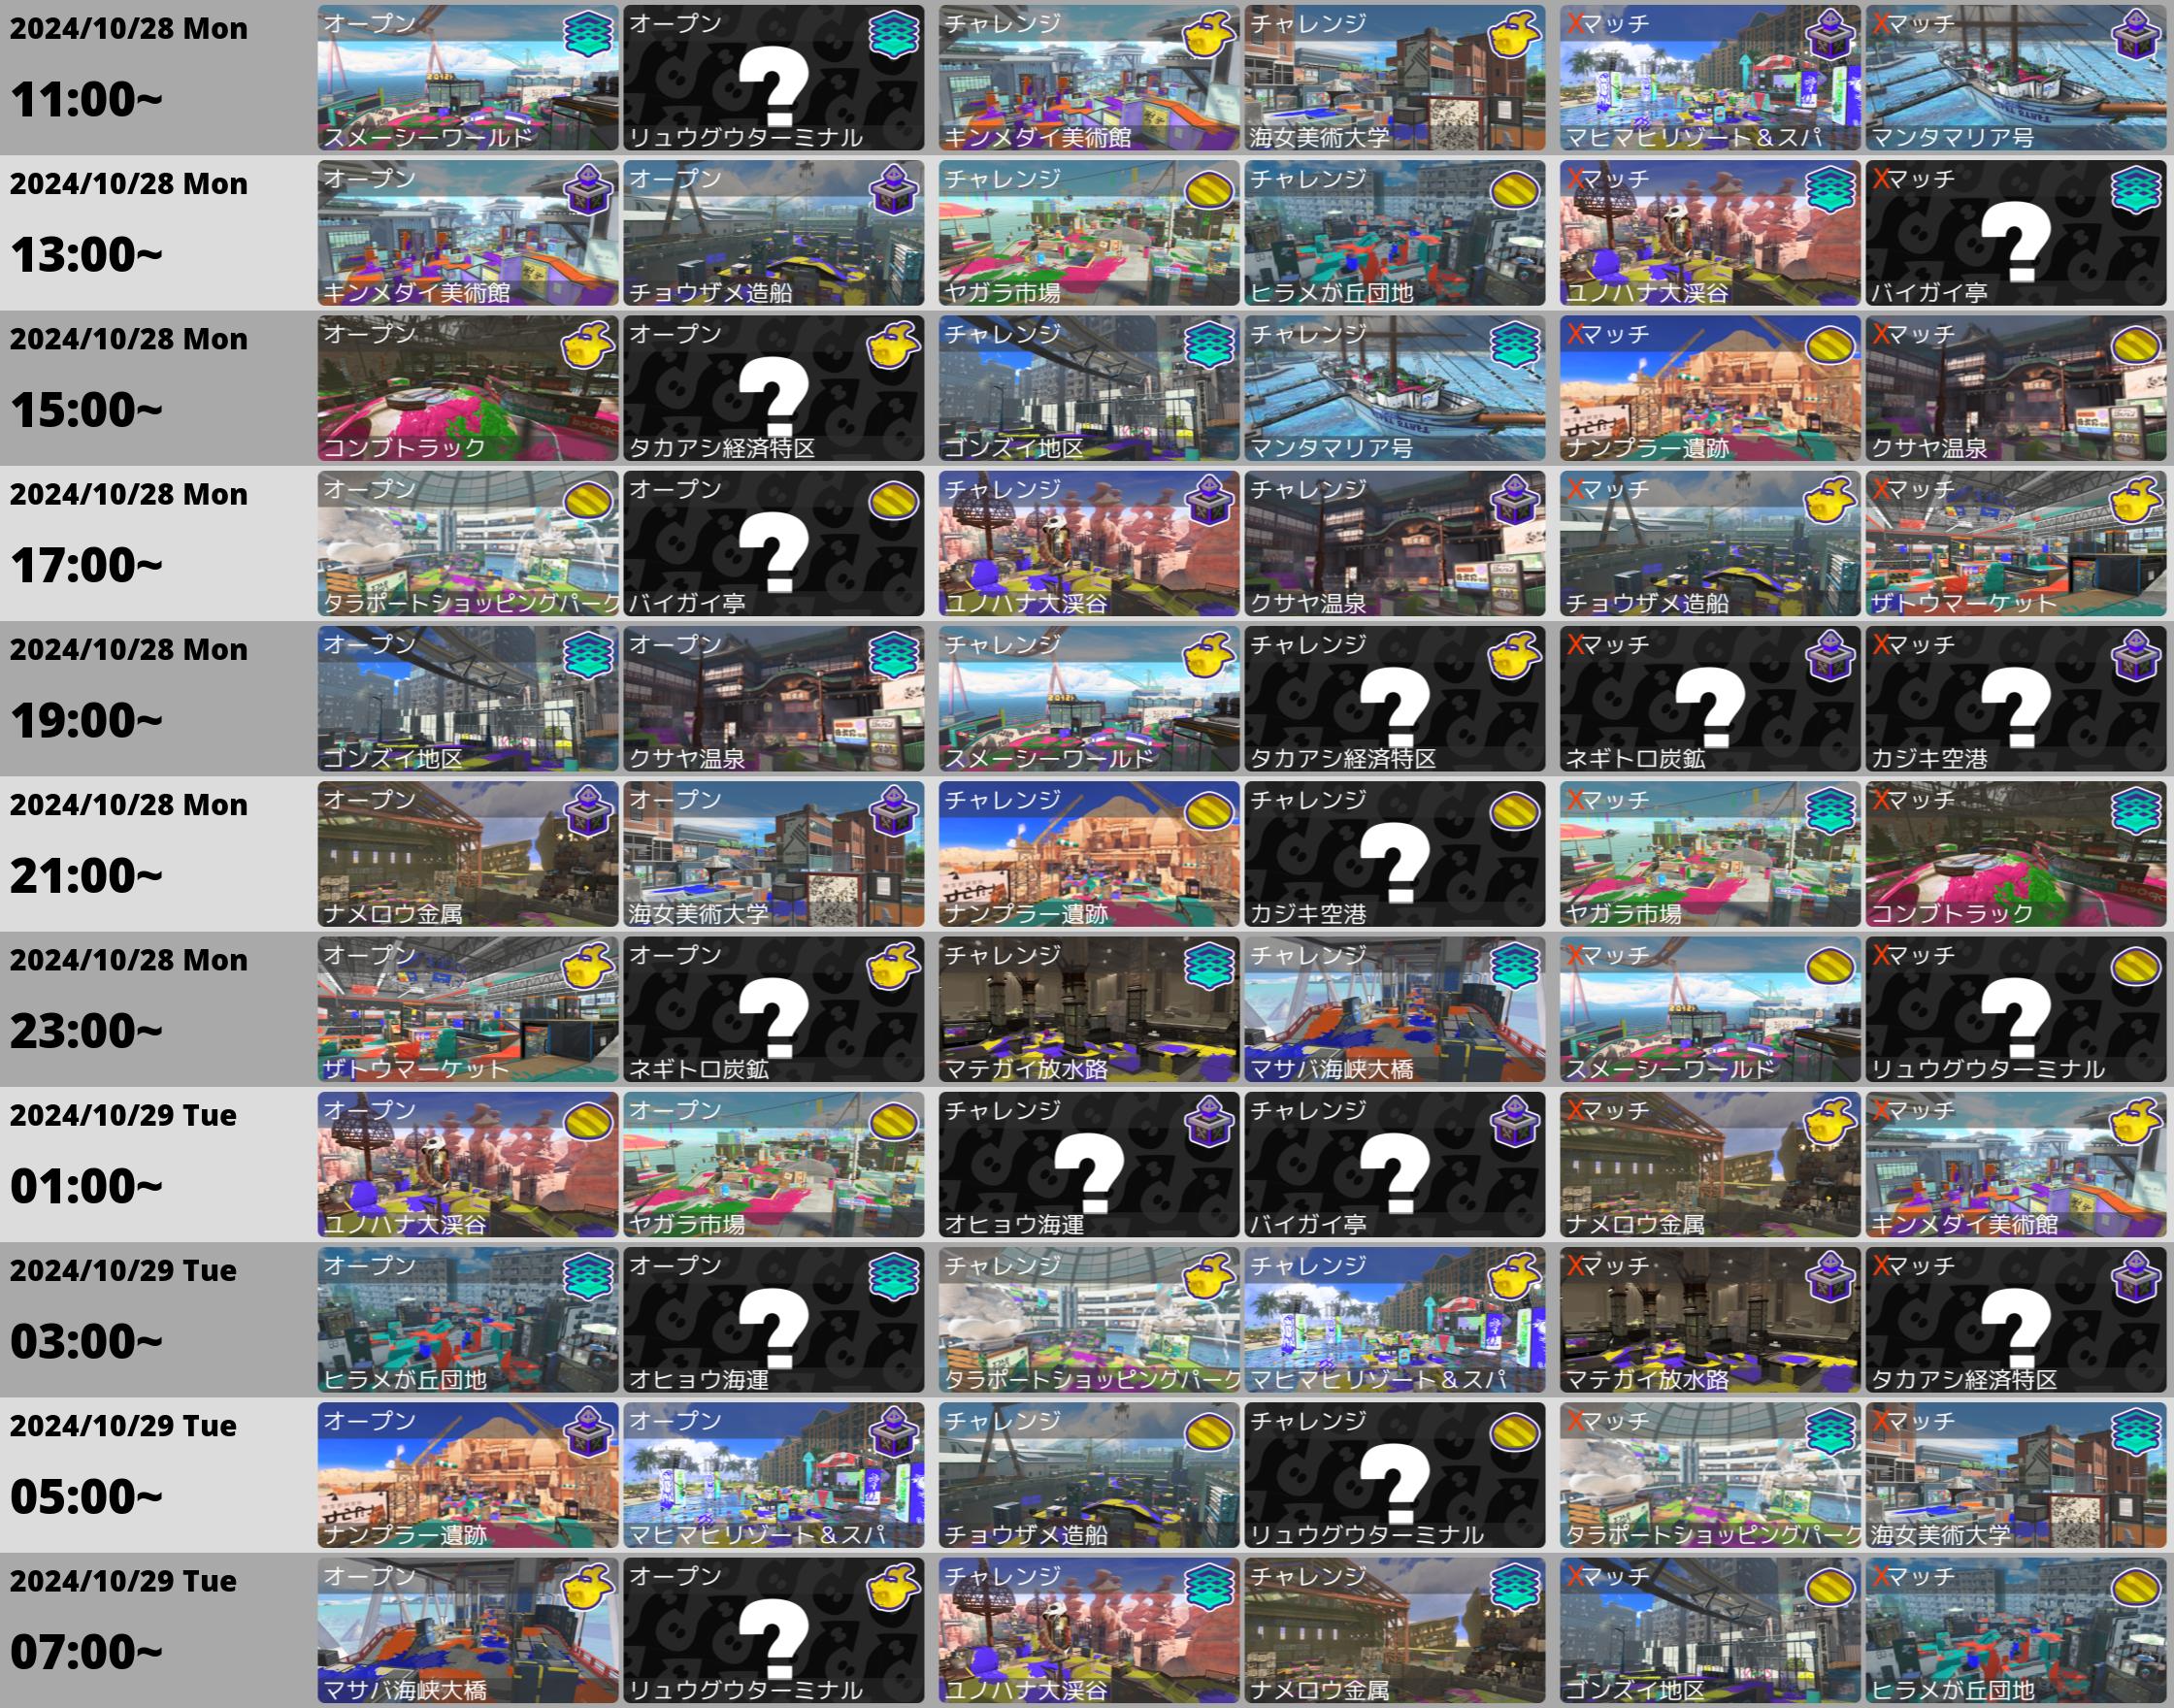 2024/10/28 Mon
11:00~
オープン
スメーシーワールド
オープン
リュウグウターミナル
チャレンジ
キンメダイ美術館
チャレンジ
海女美術大学
Xマッチ
マヒマヒリゾート＆スパ
Xマッチ
マンタマリア号
2024/10/28 Mon
13:00~
オープン
キンメダイ美術館
オープン
チョウザメ造船
チャレンジ
ヤガラ市場
チャレンジ
ヒラメが丘団地
Xマッチ
ユノハナ大渓谷
Xマッチ
バイガイ亭
2024/10/28 Mon
15:00~
オープン
コンブトラック
オープン
タカアシ経済特区
チャレンジ
ゴンズイ地区
チャレンジ
マンタマリア号
Xマッチ
ナンプラー遺跡
Xマッチ
クサヤ温泉
2024/10/28 Mon
17:00~
オープン
タラポートショッピングパーク
オープン
バイガイ亭
チャレンジ
ユノハナ大渓谷
チャレンジ
クサヤ温泉
Xマッチ
チョウザメ造船
Xマッチ
ザトウマーケット
2024/10/28 Mon
19:00~
オープン
ゴンズイ地区
オープン
クサヤ温泉
チャレンジ
スメーシーワールド
チャレンジ
タカアシ経済特区
Xマッチ
ネギトロ炭鉱
Xマッチ
カジキ空港
2024/10/28 Mon
21:00~
オープン
ナメロウ金属
オープン
海女美術大学
チャレンジ
ナンプラー遺跡
チャレンジ
カジキ空港
Xマッチ
ヤガラ市場
Xマッチ
コンブトラック
2024/10/28 Mon
23:00~
オープン
ザトウマーケット
オープン
ネギトロ炭鉱
チャレンジ
マテガイ放水路
チャレンジ
マサバ海峡大橋
Xマッチ
スメーシーワールド
Xマッチ
リュウグウターミナル
2024/10/29 Tue
01:00~
オープン
ユノハナ大渓谷
オープン
ヤガラ市場
チャレンジ
オヒョウ海運
チャレンジ
バイガイ亭
Xマッチ
ナメロウ金属
Xマッチ
キンメダイ美術館
2024/10/29 Tue
03:00~
オープン
ヒラメが丘団地
オープン
オヒョウ海運
チャレンジ
タラポートショッピングパーク
チャレンジ
マヒマヒリゾート＆スパ
Xマッチ
マテガイ放水路
Xマッチ
タカアシ経済特区
2024/10/29 Tue
05:00~
オープン
ナンプラー遺跡
オープン
マヒマヒリゾート＆スパ
チャレンジ
チョウザメ造船
チャレンジ
リュウグウターミナル
Xマッチ
タラポートショッピングパーク
Xマッチ
海女美術大学
2024/10/29 Tue
07:00~
オープン
マサバ海峡大橋
オープン
リュウグウターミナル
チャレンジ
ユノハナ大渓谷
チャレンジ
ナメロウ金属
Xマッチ
ゴンズイ地区
Xマッチ
ヒラメが丘団地